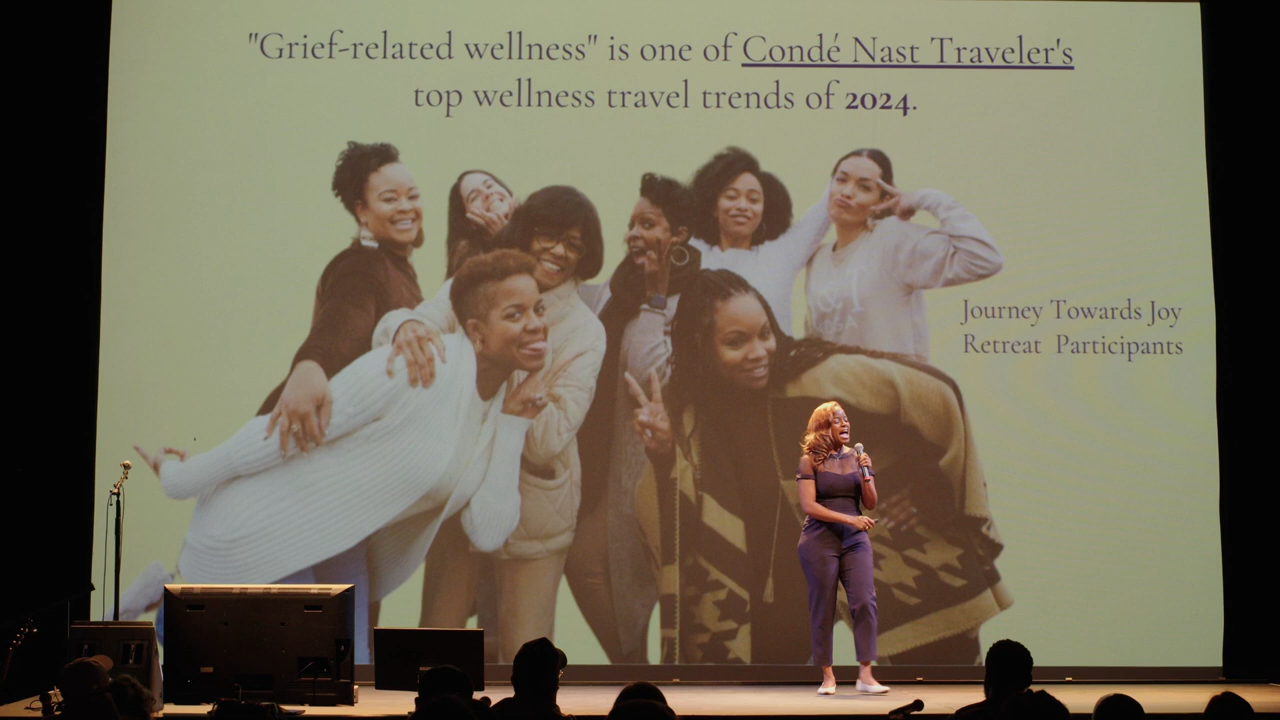 "Grief-related wellness" is one of Condé Nast Traveler's
top wellness travel trends of 2024.
Journey Towards Joy
Retreat Participants